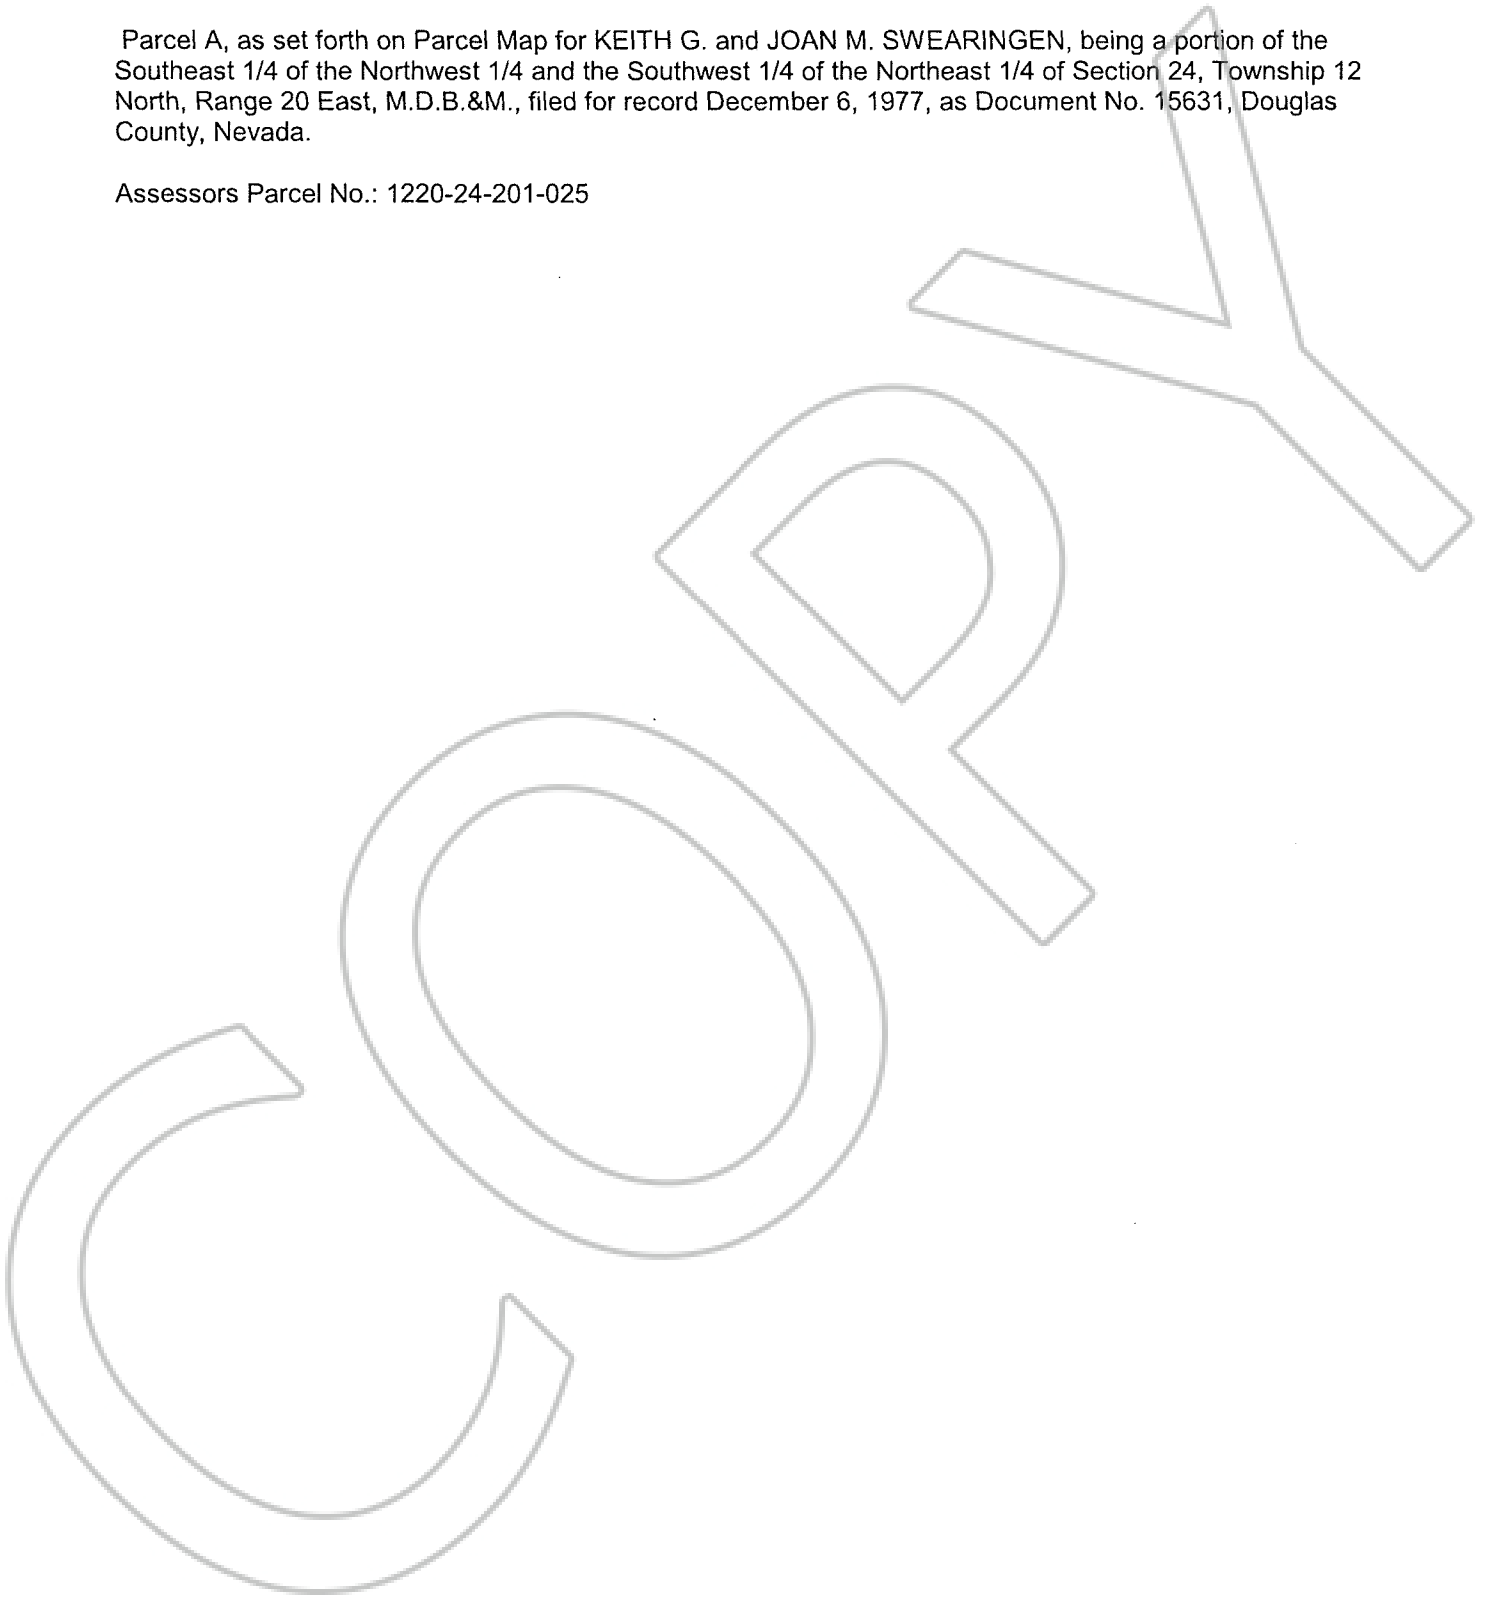 Parcel A, as set forth on Parcel Map for KEITH G. and JOAN M. SWEARINGEN, being a portion of the
Southeast 1/4 of the Northwest 1/4 and the Southwest 1/4 of the Northeast 1/4 of Section 24, Township 12
North, Range 20 East, M.D.B.&M., filed for record December 6, 1977, as Document No. 15631, Douglas
County, Nevada.
Assessors Parcel No.: 1220-24-201-025
COPY